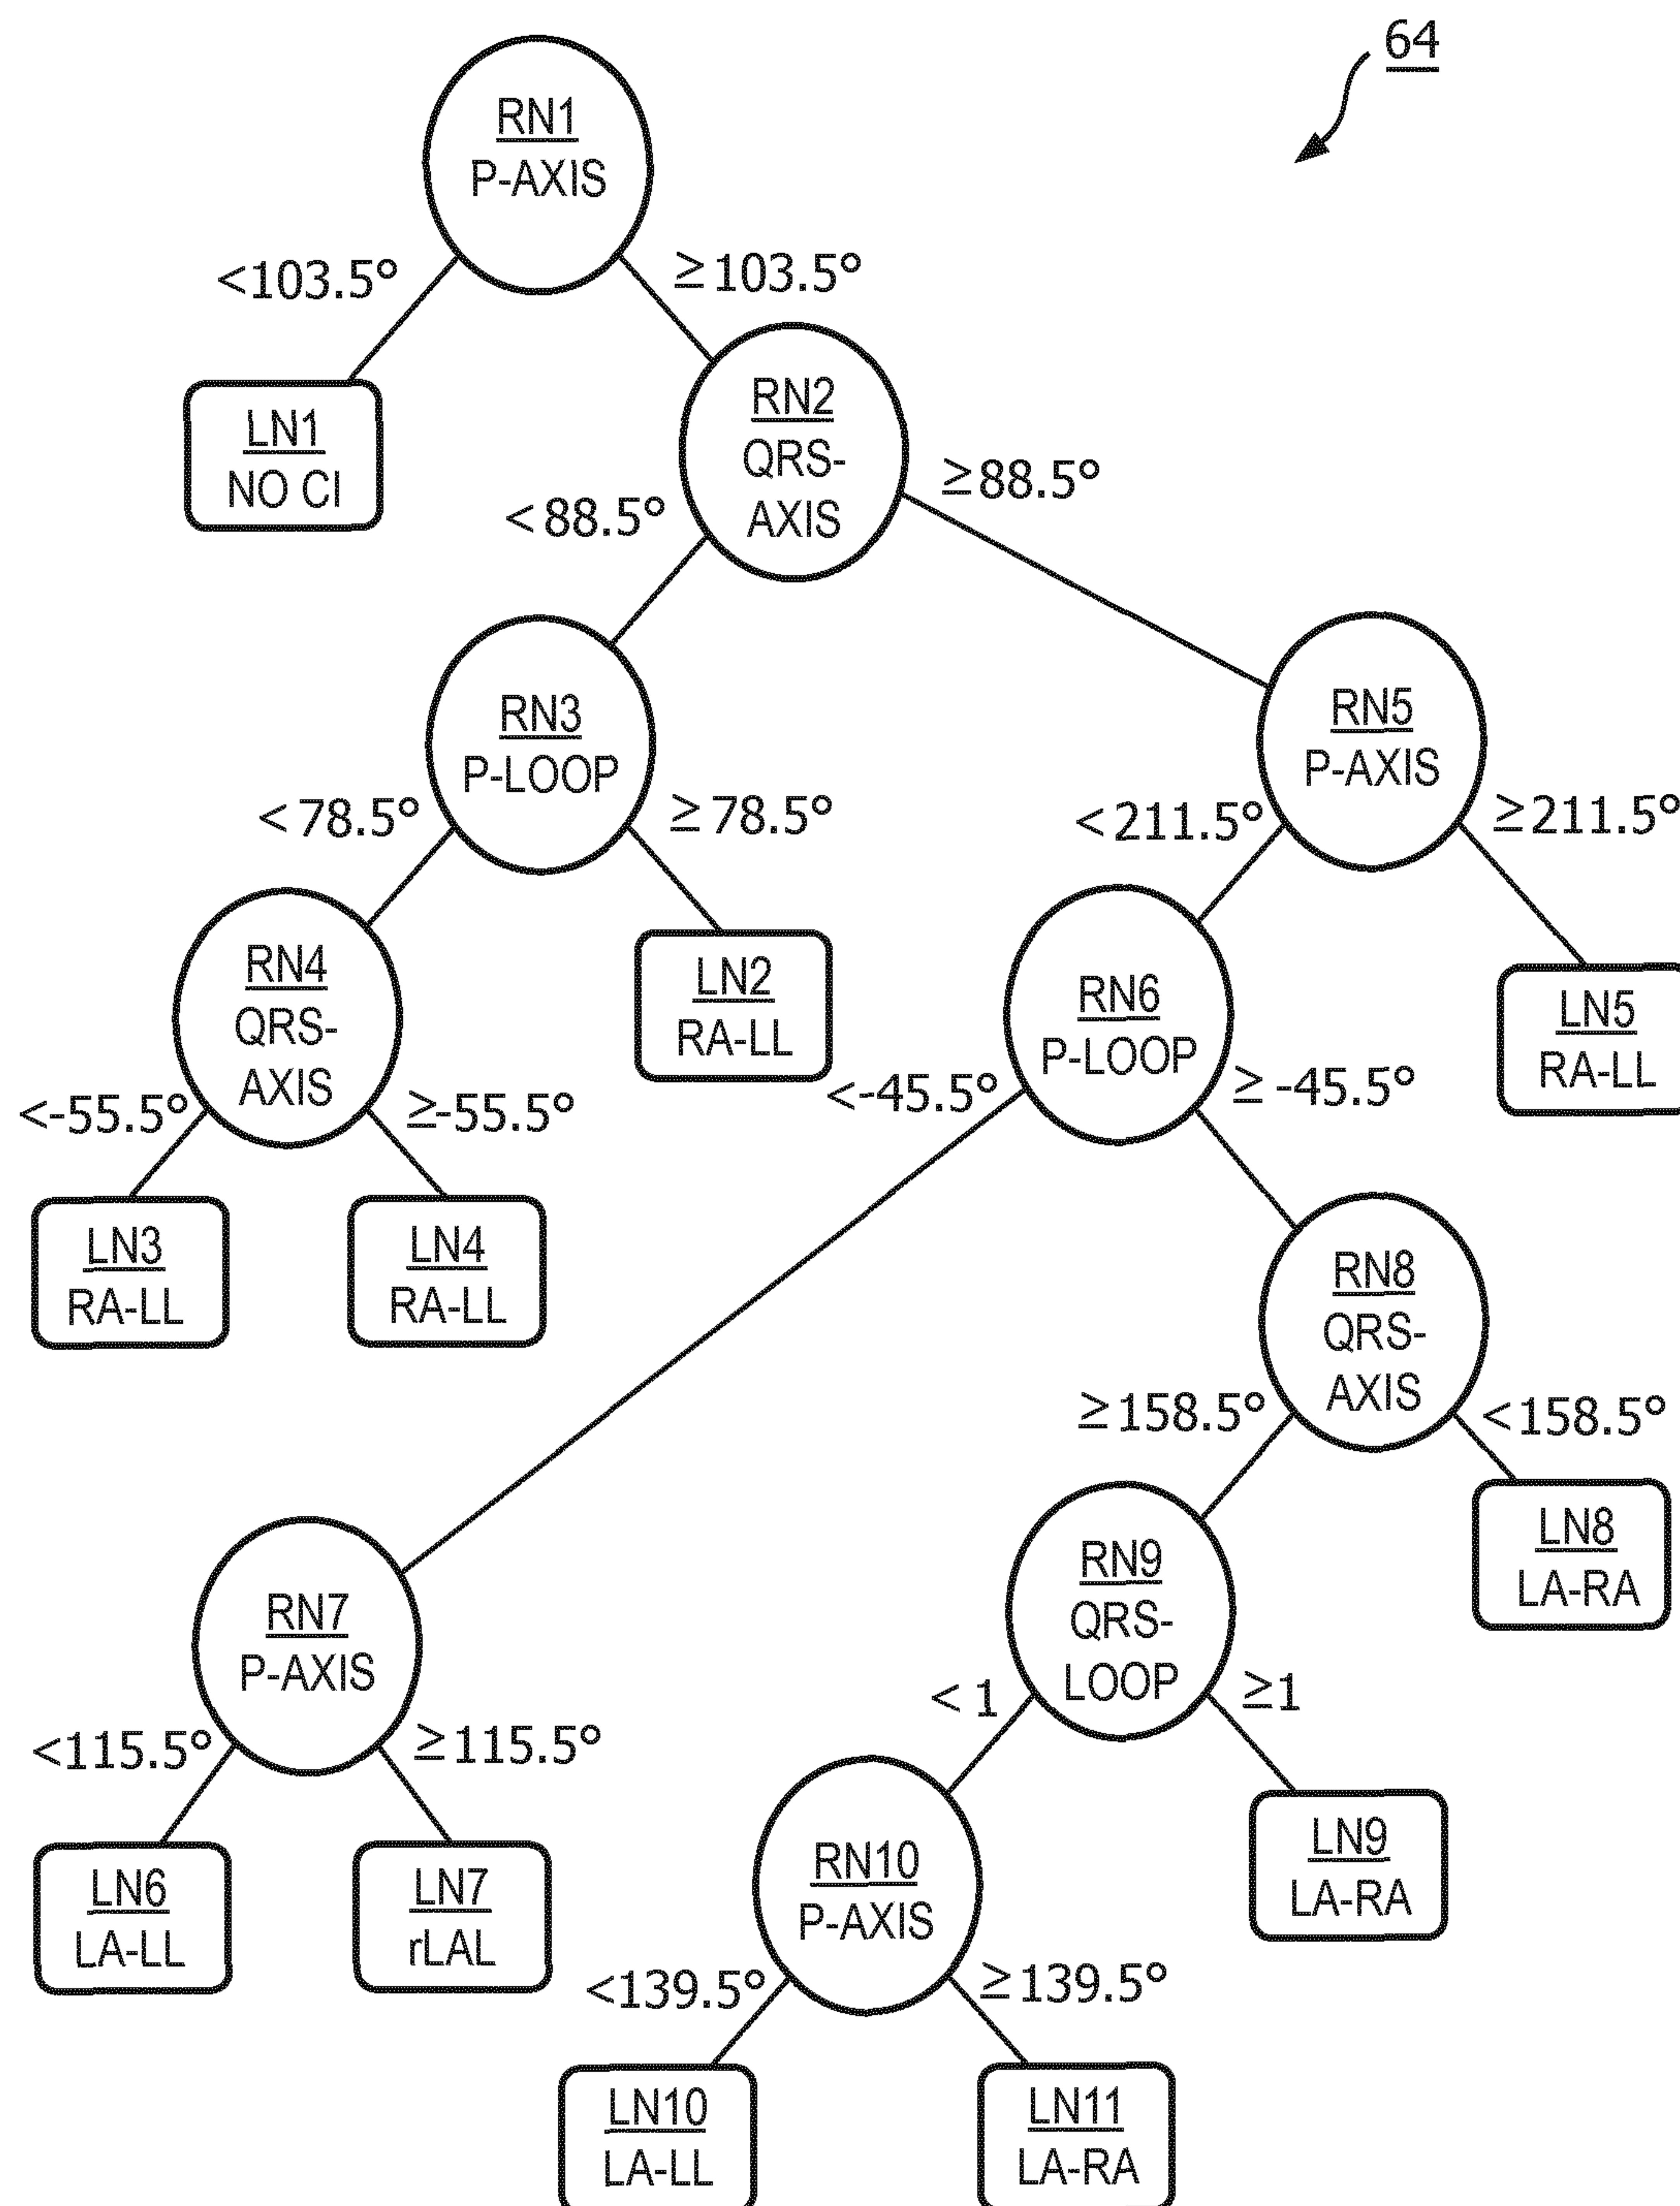 64
RN1
P-AXIS
<103.5°
≥103.5°
LN1
NO CI
RN2
QRS-
AXIS
<88.5°
≥88.5°
RN3
P-LOOP
<78.5°
≥78.5°
RN5
P-AXIS
<211.5°
≥211.5°
RN4
QRS-
AXIS
<-55.5°
≥-55.5°
LN2
RA-LL
RN6
P-LOOP
<-45.5°
≥-45.5°
LN5
RA-LL
LN3
RA-LL
LN4
RA-LL
RN8
QRS-
AXIS
≥158.5°
<158.5°
RN7
P-AXIS
<115.5°
≥115.5°
RN9
QRS-
LOOP
<1
≥1
LN8
LA-RA
LN6
LA-LL
LN7
rLAL
RN10
P-AXIS
<139.5°
≥139.5°
LN9
LA-RA
LN10
LA-LL
LN11
LA-RA